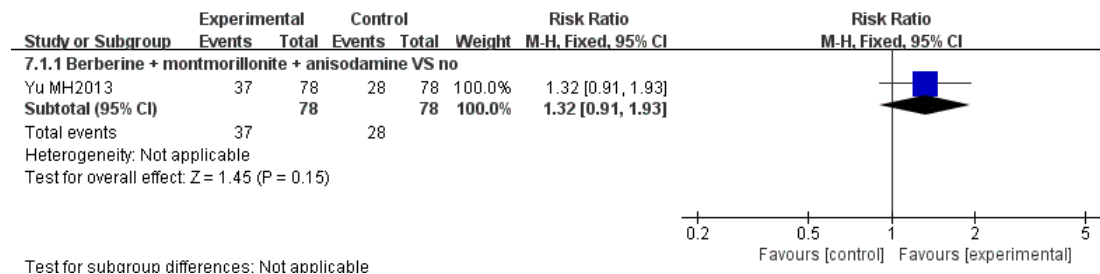 Experimental Control Risk Ratio Risk Ratio
Study or Subgroup Events Total Events Total Weight M-H, Fixed, 95% CI M-H, Fixed, 95% CI
7.1.1 Berberine + montmorillonite + anisodamine VS no
Yu MH2013 37 78 28 78 100.0% 1.32 [0.91, 1.93]
Subtotal (95% CI) 78 78 100.0% 1.32 [0.91, 1.93]
Total events 37 28
Heterogeneity: Not applicable
Test for overall effect: Z = 1.45 (P = 0.15)
0.2 0.5 1 2 5
Favours [control] Favours [experimental]
Test for subgroup differences: Not applicable